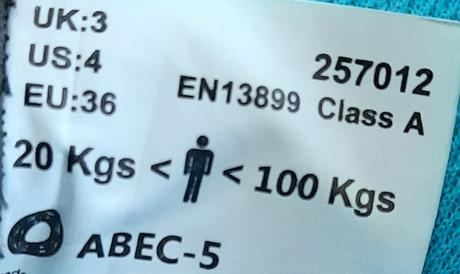 UK:3
US:4
EU:36
257012
EN13899 Class A
20 Kgs < < 100 Kgs
ABEC-5